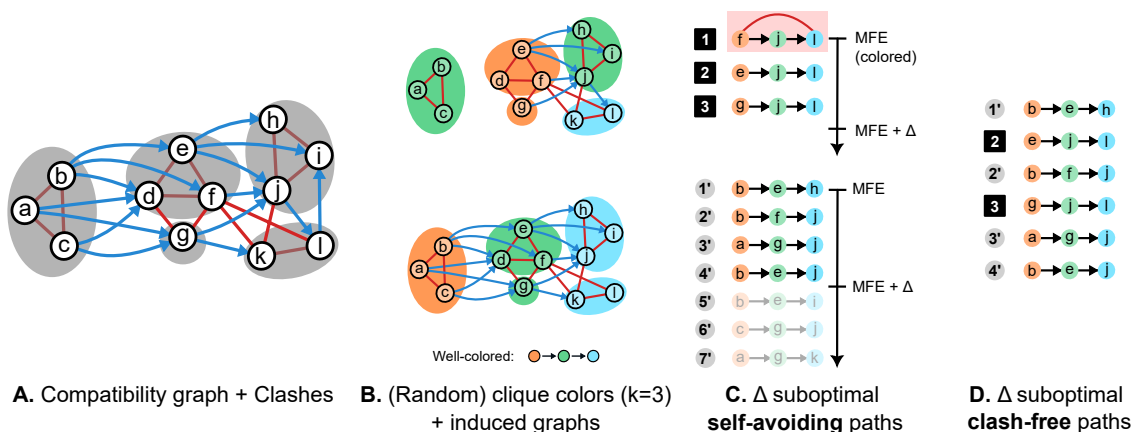 a
b
c
d
e
f
g
h
i
j
k
l
A. Compatibility graph + Clashes
a
b
c
d
e
f
g
h
i
j
k
l
a
b
c
d
e
f
g
h
i
j
k
l
Well-colored:
B. (Random) clique colors (k=3)
+ induced graphs
1 f j l
2 e j l
3 g j l
MFE
(colored)
MFE + Δ
1' b e h
2' b f j
3' a g j
4' b e j
5' b e i
6' c g j
7' a g k
MFE
MFE + Δ
C. Δ suboptimal
self-avoiding paths
1' b e h
2 e j l
2' b f j
3 g j l
3' a g j
4' b e j
D. Δ suboptimal
clash-free paths